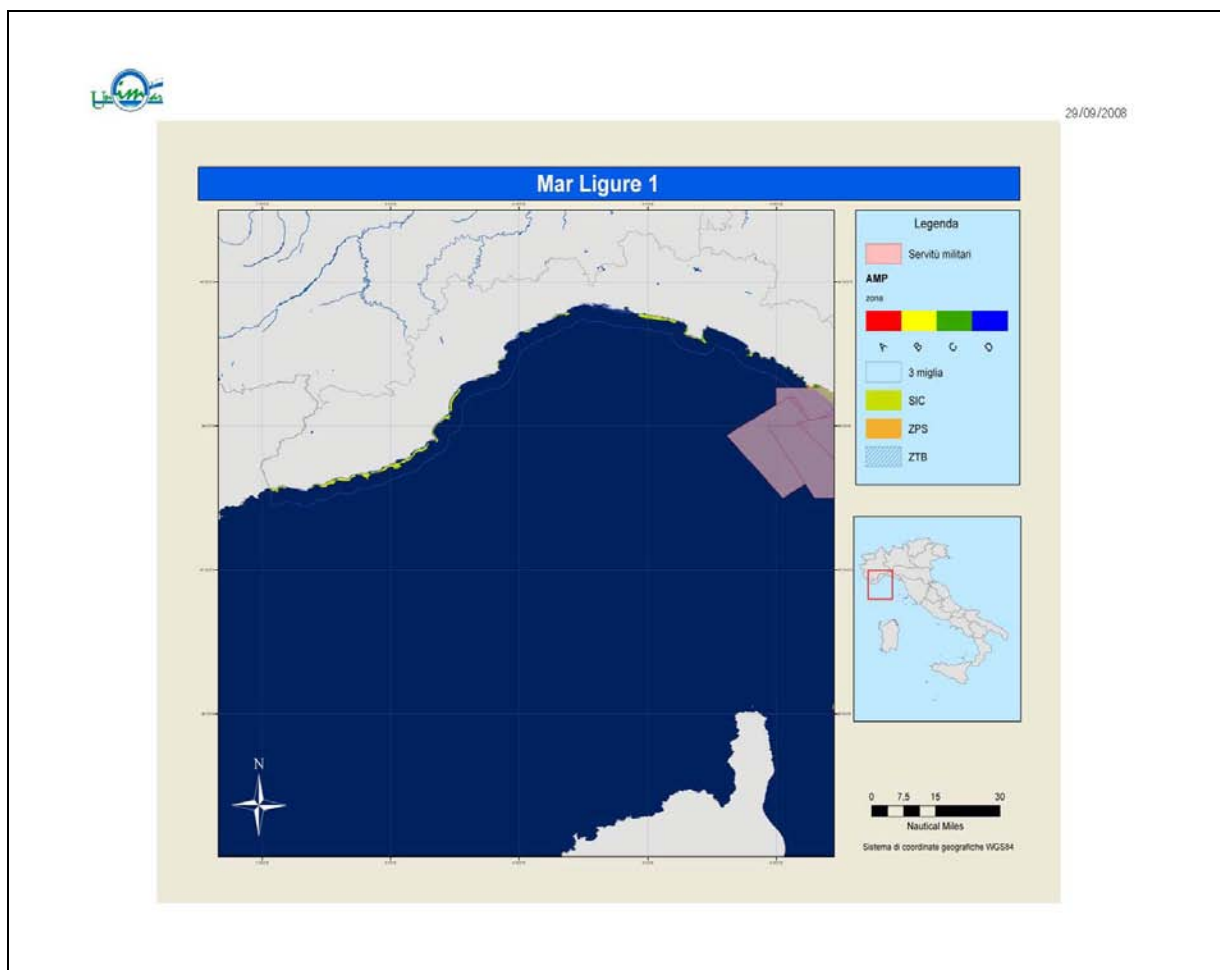 29/09/2008
Mar Ligure 1
Legenda
Servitù militari
AMP
zona
A B C D
3 miglia
SIC
ZPS
ZTB
N
0 7,5 15 30
Nautical Miles
Sistema di coordinate geografiche WGS84